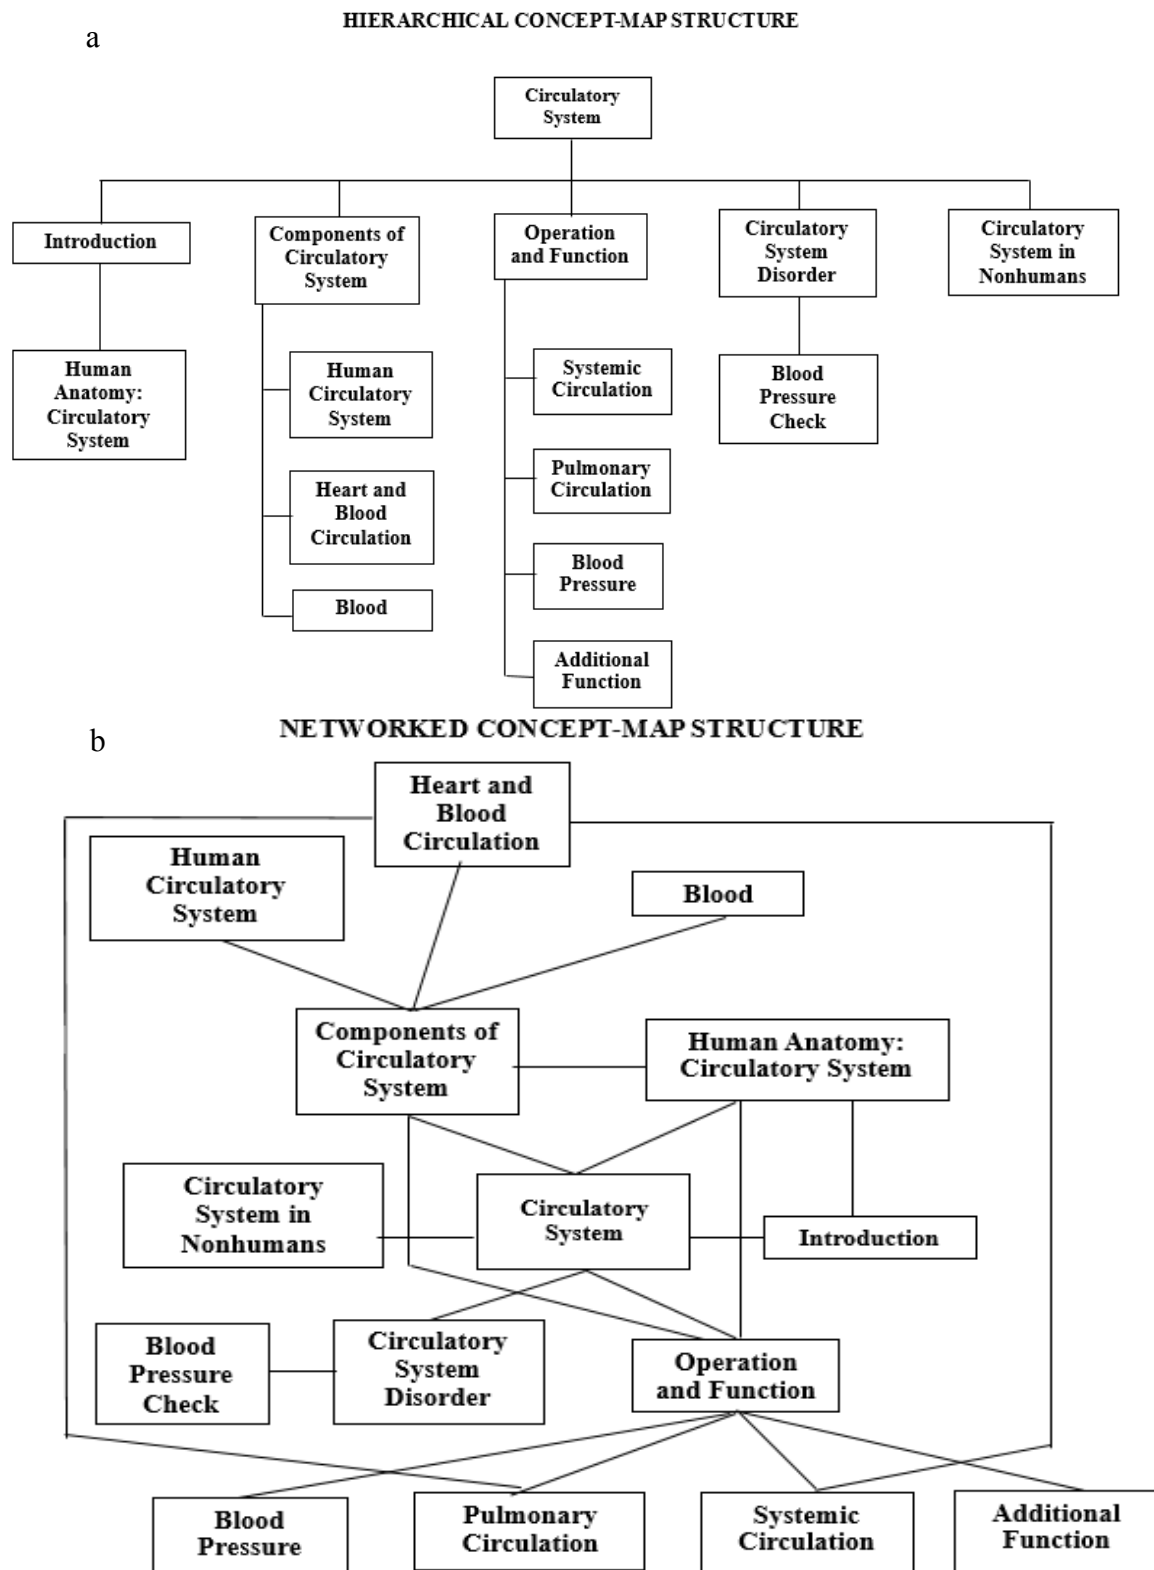 HIERARCHICAL CONCEPT-MAP STRUCTURE
a
Circulatory
System
Introduction
Components of
Circulatory
System
Operation
and Function
Circulatory
System
Disorder
Circulatory
System in
Nonhumans
Human
Anatomy:
Circulatory
System
Human
Circulatory
System
Heart and
Blood
Circulation
Blood
Systemic
Circulation
Pulmonary
Circulation
Blood
Pressure
Additional
Function
Blood
Pressure
Check
b
NETWORKED CONCEPT-MAP STRUCTURE
Heart and
Blood
Circulation
Human
Circulatory
System
Blood
Components of
Circulatory
System
Human Anatomy:
Circulatory System
Circulatory
System in
Nonhumans
Circulatory
System
Introduction
Blood
Pressure
Check
Circulatory
System
Disorder
Operation
and Function
Blood
Pressure
Pulmonary
Circulation
Systemic
Circulation
Additional
Function